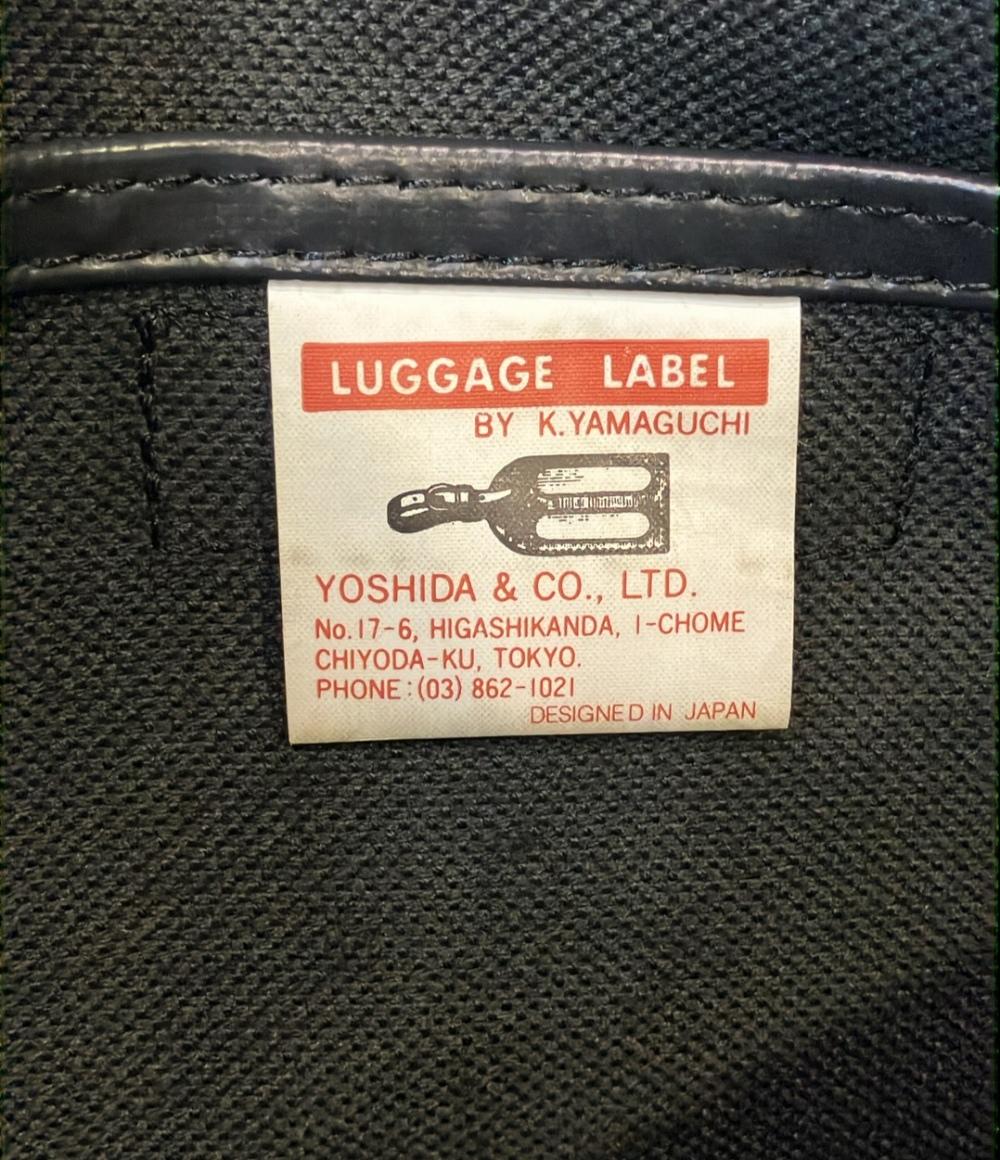 LUGGAGE LABEL
BY K.YAMAGUCHI
YOSHIDA & CO., LTD.
No.17-6, HIGASHIKANDA, 1-CHOME
CHIYODA-KU, TOKYO.
PHONE:(03) 862-1021
DESIGNED IN JAPAN